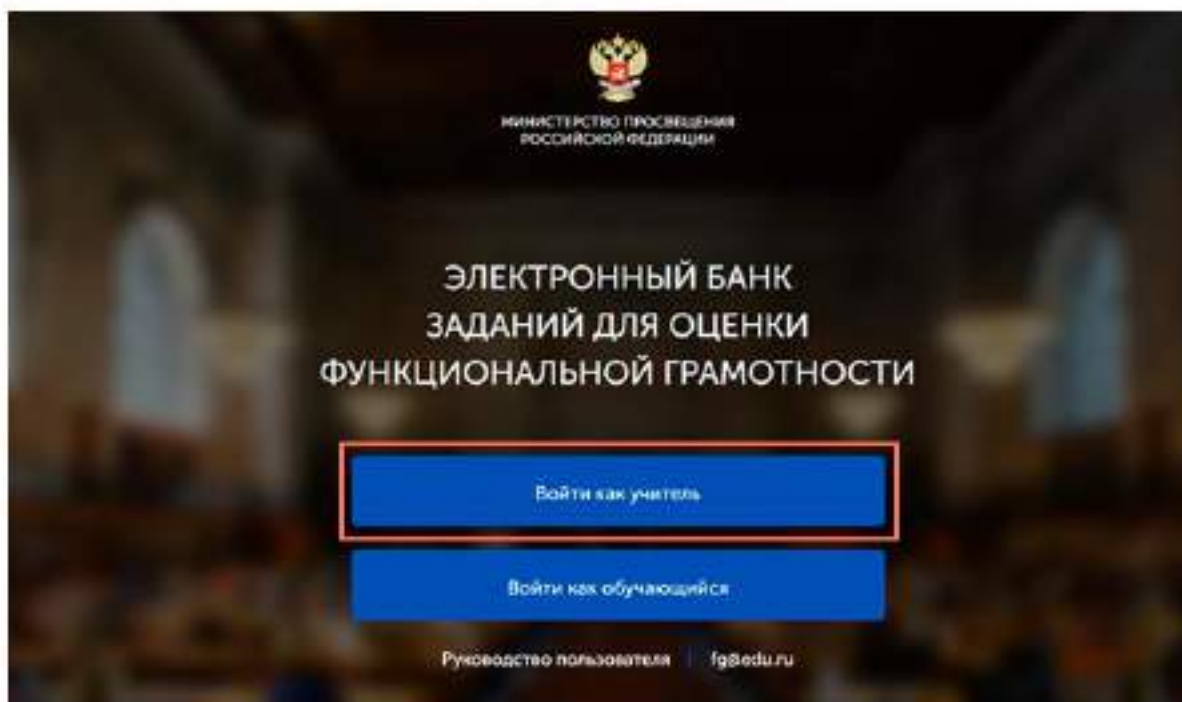 МИНИСТЕРСТВО ПРОСВЕЩЕНИЯ
РОССИЙСКОЙ ФЕДЕРАЦИИ
ЭЛЕКТРОННЫЙ БАНК
ЗАДАНИЙ ДЛЯ ОЦЕНКИ
ФУНКЦИОНАЛЬНОЙ ГРАМОТНОСТИ
Войти как учитель
Войти как обучающийся
Руководство пользователя | fg@edu.ru